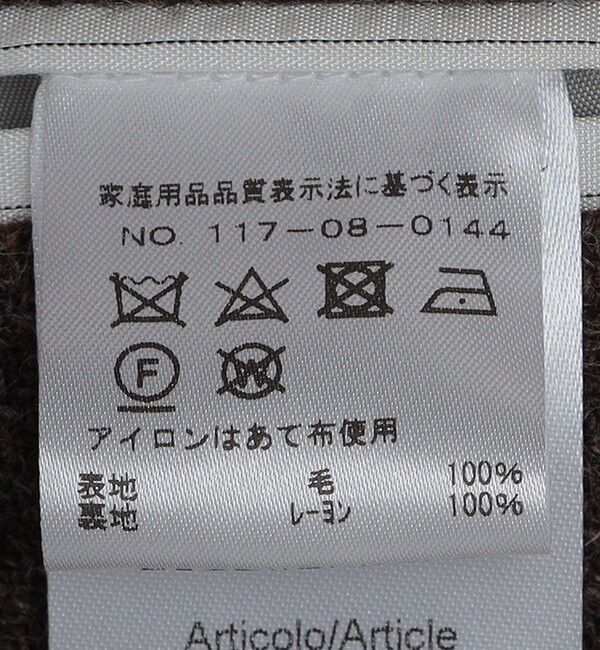 家庭用品品質表示法に基づく表示
NO. 117-08-0144
F W
アイロンはあて布使用
表地 毛 100%
裏地 レーヨン 100%
Articolo/Article